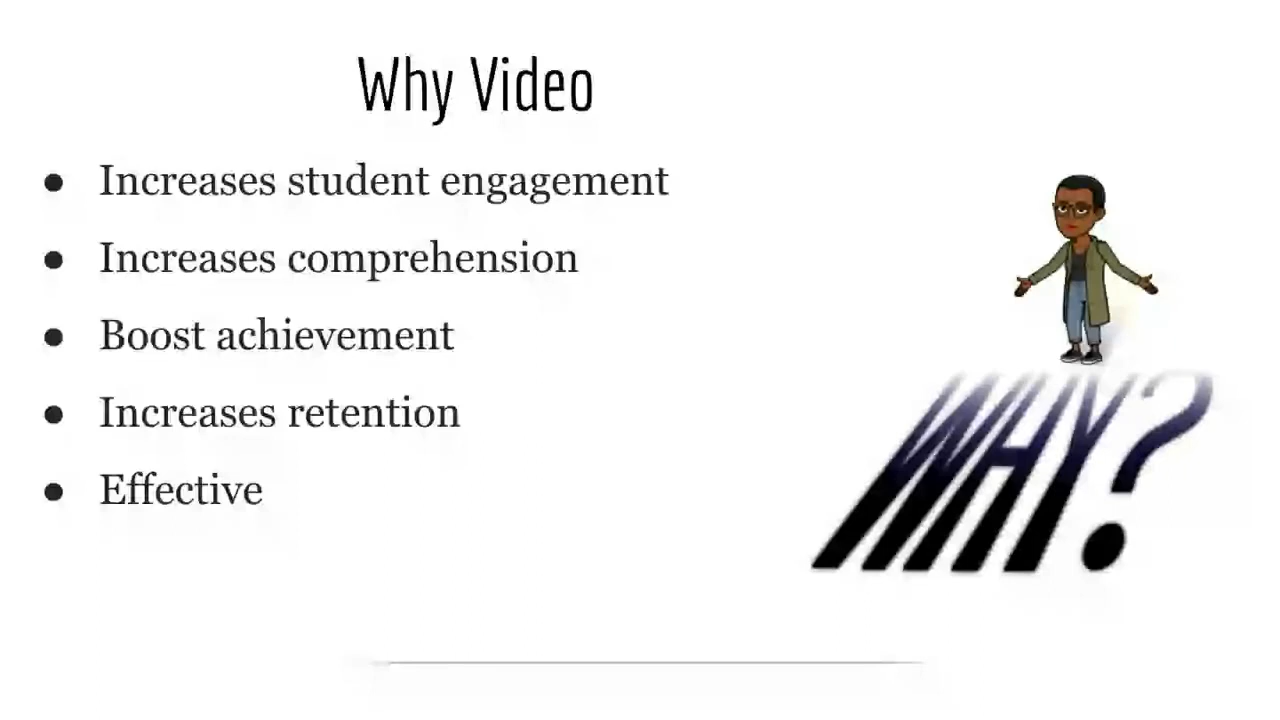 Why Video
● Increases student engagement
● Increases comprehension
● Boost achievement
● Increases retention
● Effective
WHY?